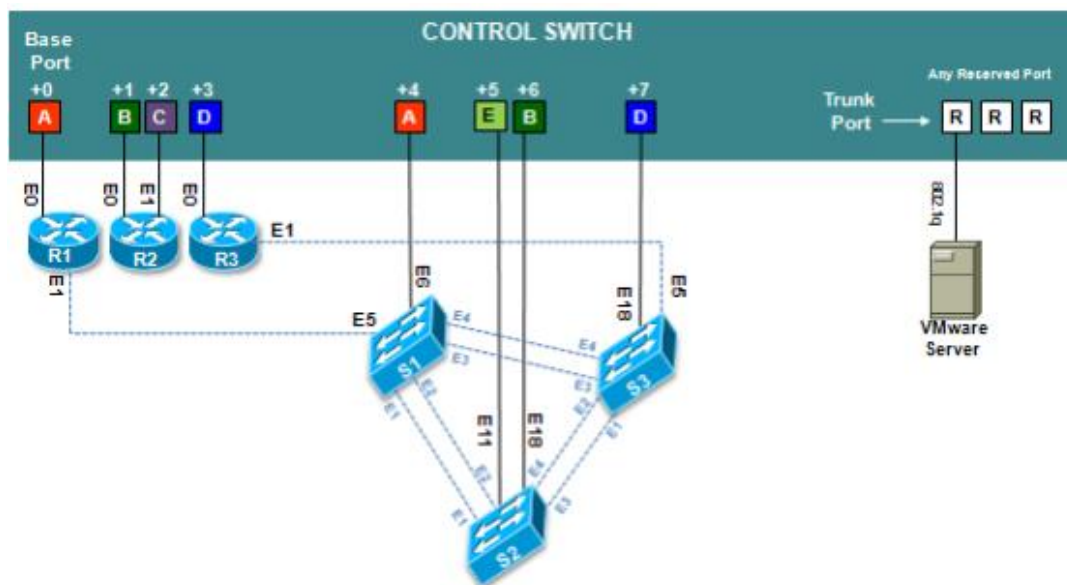 CONTROL SWITCH
Base
Port
Any Reserved Port
+0 +1 +2 +3 +4 +5 +6 +7
Trunk
Port
A B C D A E B D R R R
E0 E0 E1 E0
802.1q
R1 R2 R3
E1
E1
E6
E18
E5
E5
VMware
Server
S1
E4
E3
E4
E3
S3
E2
E1
E2
E1
E11
E18
E2
E1
E4
E3
S2